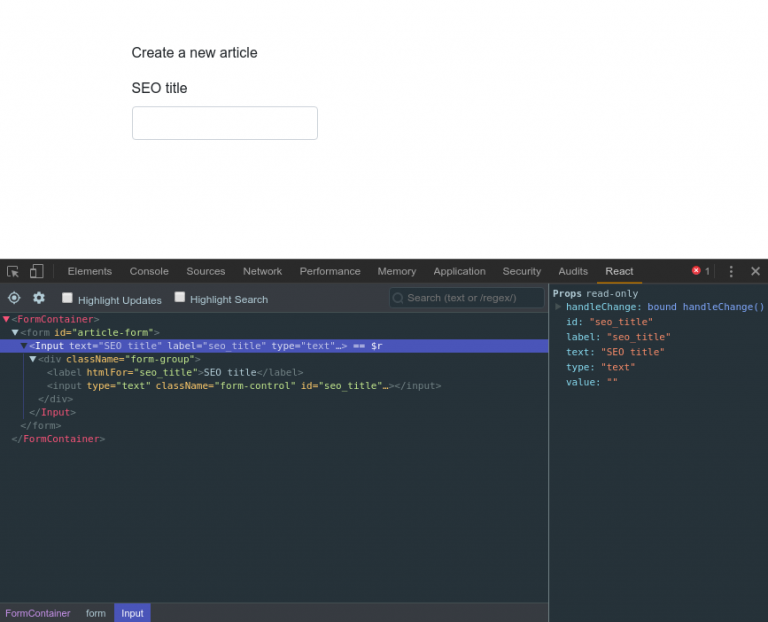 Create a new article
SEO title
Elements Console Sources Network Performance Memory Application Security Audits React 1
Highlight Updates Highlight Search Search (text or /regex/)
<FormContainer>
<form id="article-form">
<Input text="SEO title" label="seo_title" type="text"…> == $r
<div className="form-group">
<label htmlFor="seo_title">SEO title</label>
<input type="text" className="form-control" id="seo_title"…></input>
</div>
</Input>
</form>
</FormContainer>
Props read-only
handleChange: bound handleChange()
id: "seo_title"
label: "seo_title"
text: "SEO title"
type: "text"
value: ""
FormContainer form Input